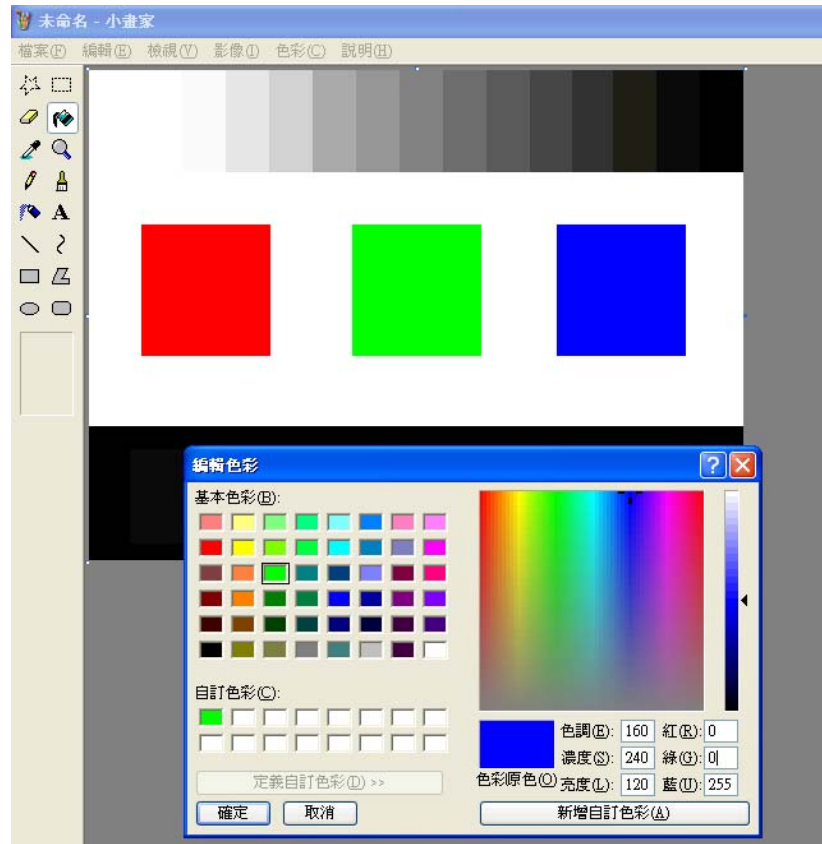 未命名 - 小畫家
檔案(F) 編輯(E) 檢視(V) 影像(I) 色彩(C) 說明(H)
A
編輯色彩
基本色彩(B):
自訂色彩(C):
色調(E): 160 紅(R): 0
濃度(S): 240 綠(G): 0
色彩原色(O) 亮度(L): 120 藍(U): 255
定義自訂色彩(D) >>
確定 取消 新增自訂色彩(A)